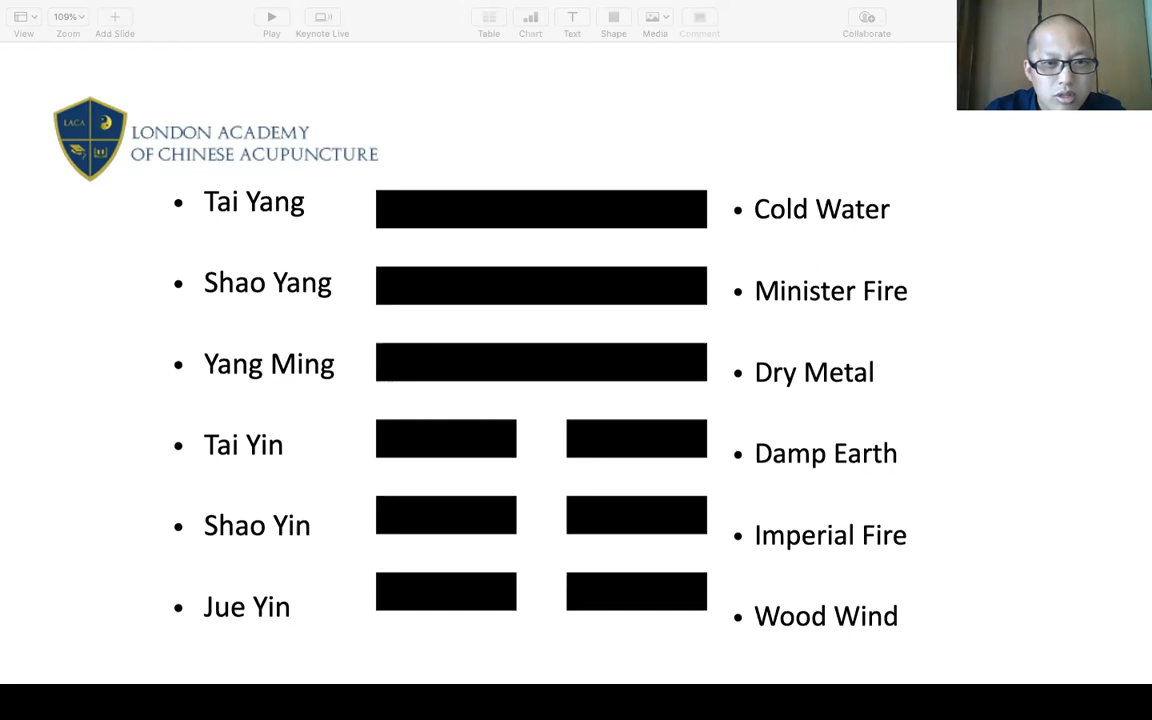 View
109%
Zoom
Add Slide
Play
Keynote Live
Table
Chart
Text
Shape
Media
Comment
Collaborate
LACA
LONDON ACADEMY
OF CHINESE ACUPUNCTURE
• Tai Yang
• Cold Water
• Shao Yang
• Minister Fire
• Yang Ming
• Dry Metal
• Tai Yin
• Damp Earth
• Shao Yin
• Imperial Fire
• Jue Yin
• Wood Wind